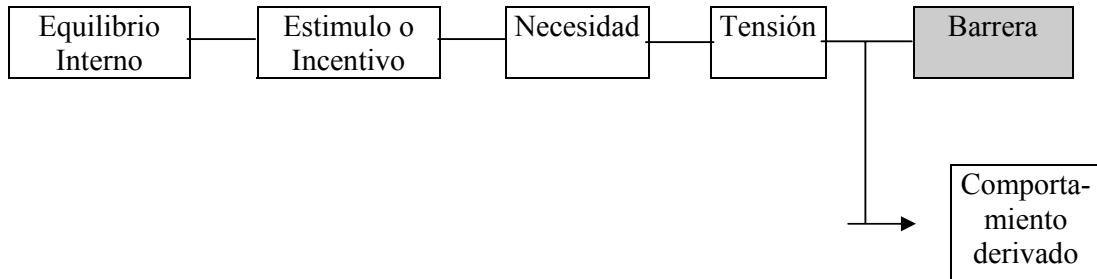 Equilibrio
Interno
Estimulo o
Incentivo
Necesidad
Tensión
Barrera
Comporta-
miento
derivado